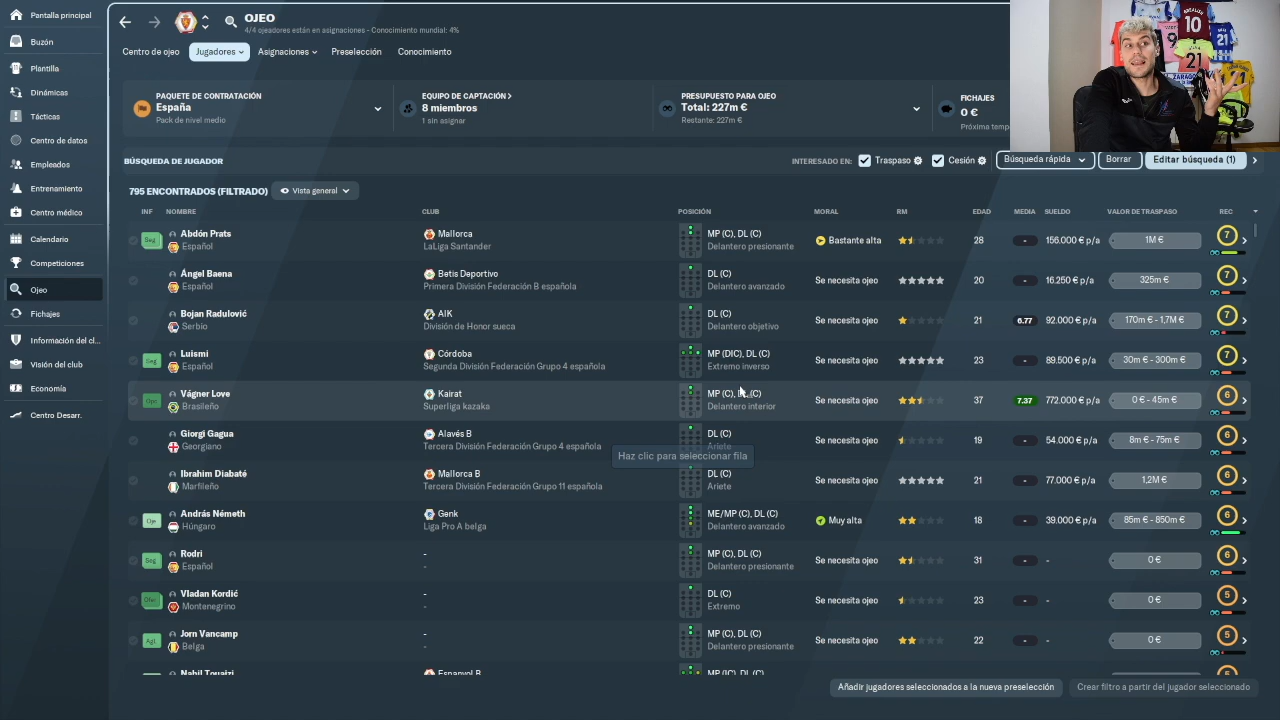 Pantalla principal
Buzón
Plantilla
Dinámicas
Tácticas
Centro de datos
Empleados
Entrenamiento
Centro médico
Calendario
Competiciones
Ojeo
Fichajes
Información del cl...
Visión del club
Economía
Centro Desarr.
OJEO
4/4 ojeadores están en asignaciones - Conocimiento mundial: 4%
Centro de ojeo Jugadores Asignaciones Preselección Conocimiento
PAQUETE DE CONTRATACIÓN
España
Pack de nivel medio
EQUIPO DE CAPTACIÓN
8 miembros
1 sin asignar
PRESUPUESTO PARA OJEO
Total: 227m €
Restante: 227m €
FICHAJES
0 €
Próxima temp
BÚSQUEDA DE JUGADOR
INTERESADO EN: Traspaso Cesión Búsqueda rápida Borrar Editar búsqueda (1)
795 ENCONTRADOS (FILTRADO) Vista general
INF NOMBRE CLUB POSICIÓN MORAL RM EDAD MEDIA SUELDO VALOR DE TRASPASO REC
Seg Abdón Prats Mallorca MP (C), DL (C) Bastante alta 28 - 156.000 € p/a 1M € 7
Español LaLiga Santander Delantero presionante
Ángel Baena Betis Deportivo DL (C) Se necesita ojeo 20 - 16.250 € p/a 325m € 7
Español Primera División Federación B española Delantero avanzado
Bojan Radulović AIK DL (C) Se necesita ojeo 21 6.77 92.000 € p/a 170m € - 1,7M € 7
Serbio División de Honor sueca Delantero objetivo
Seg Luismi Córdoba MP (DIC), DL (C) Se necesita ojeo 23 - 89.500 € p/a 30m € - 300m € 7
Español Segunda División Federación Grupo 4 española Extremo inverso
Vágner Love Kairat MP (C), DL (C) Se necesita ojeo 37 7.37 772.000 € p/a 0 € - 45m € 6
Brasileño Superliga kazaka Delantero interior
Giorgi Gagua Alavés B DL (C) Se necesita ojeo 19 - 54.000 € p/a 8m € - 75m € 6
Georgiano Tercera División Federación Grupo 4 española Ariete
Haz clic para seleccionar fila
Ibrahim Diabaté Mallorca B DL (C) Se necesita ojeo 21 - 77.000 € p/a 1,2M € 6
Marfileño Tercera División Federación Grupo 11 española Ariete
Oje András Németh Genk ME/MP (C), DL (C) Muy alta 18 - 39.000 € p/a 85m € - 850m € 6
Húngaro Liga Pro A belga Delantero avanzado
Seg Rodri - MP (C), DL (C) Se necesita ojeo 31 - - 0 € 6
Español - Delantero presionante
Vladan Kordić - DL (C) Se necesita ojeo 23 - - 0 € 5
Montenegrino - Extremo
Agl Jorn Vancamp - MP (C), DL (C) Se necesita ojeo 22 - - 0 € 5
Belga - Delantero presionante
Nabil Touaizi Espanyol B
Añadir jugadores seleccionados a la nueva preselección Crear filtro a partir del jugador seleccionado
10
21
21